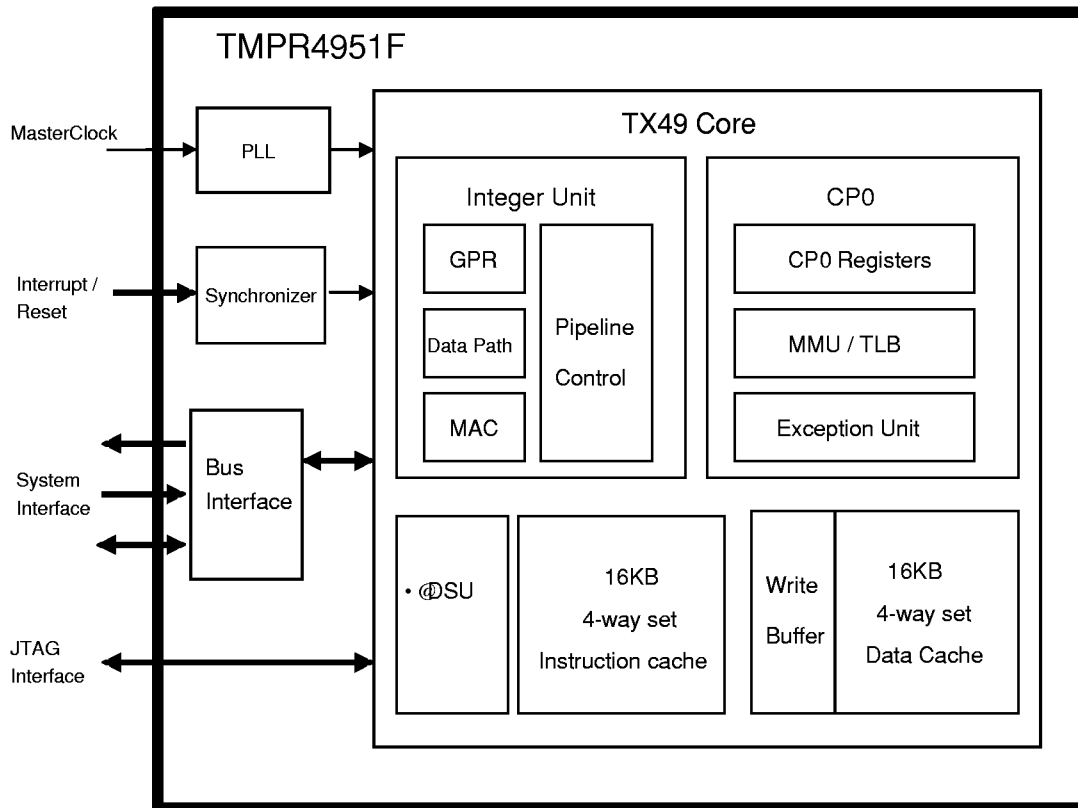 TMPR4951F
MasterClock
PLL
TX49 Core
Integer Unit
GPR
Data Path
MAC
Pipeline
Control
CP0
CP0 Registers
MMU / TLB
Exception Unit
Interrupt /
Reset
Synchronizer
System
Interface
Bus
Interface
JTAG
Interface
• @DSU
16KB
4-way set
Instruction cache
Write
Buffer
16KB
4-way set
Data Cache